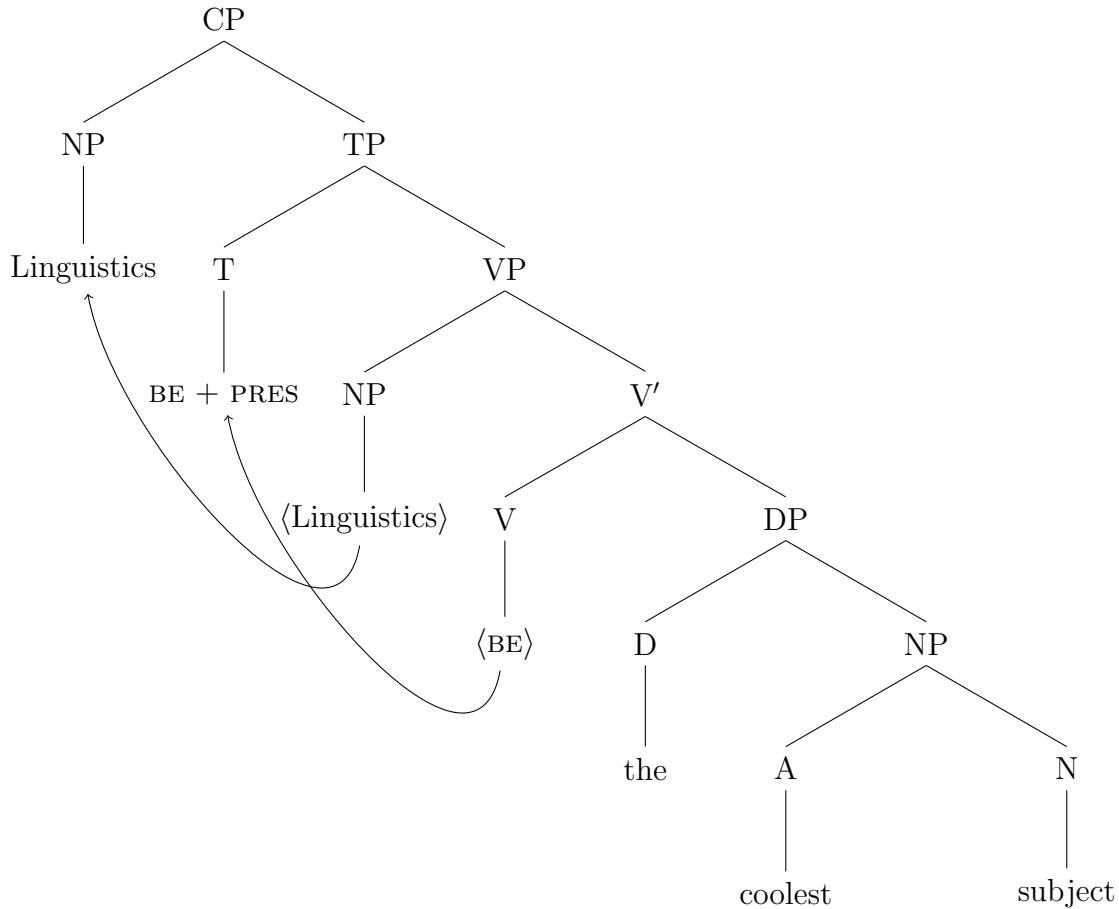 CP
NP TP
Linguistics T VP
BE + PRES NP V′
⟨Linguistics⟩ V DP
⟨BE⟩ D NP
the A N
coolest subject